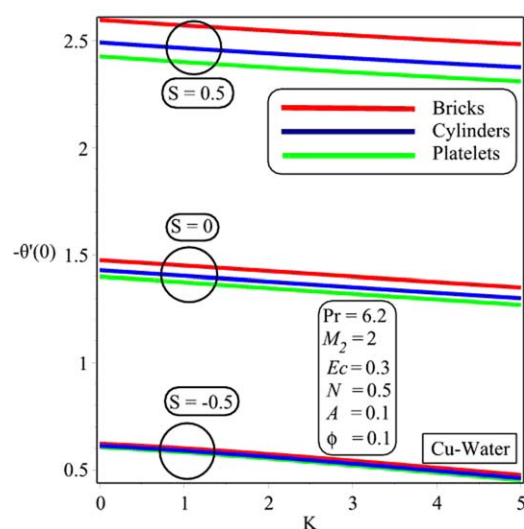 2.5
S = 0.5
Bricks
Cylinders
Platelets
2
S = 0
1.5
-θ'(0)
Pr = 6.2
M₂ = 2
Ec = 0.3
N = 0.5
A = 0.1
ϕ = 0.1
1
S = -0.5
Cu-Water
0.5
0 1 2 3 4 5
K